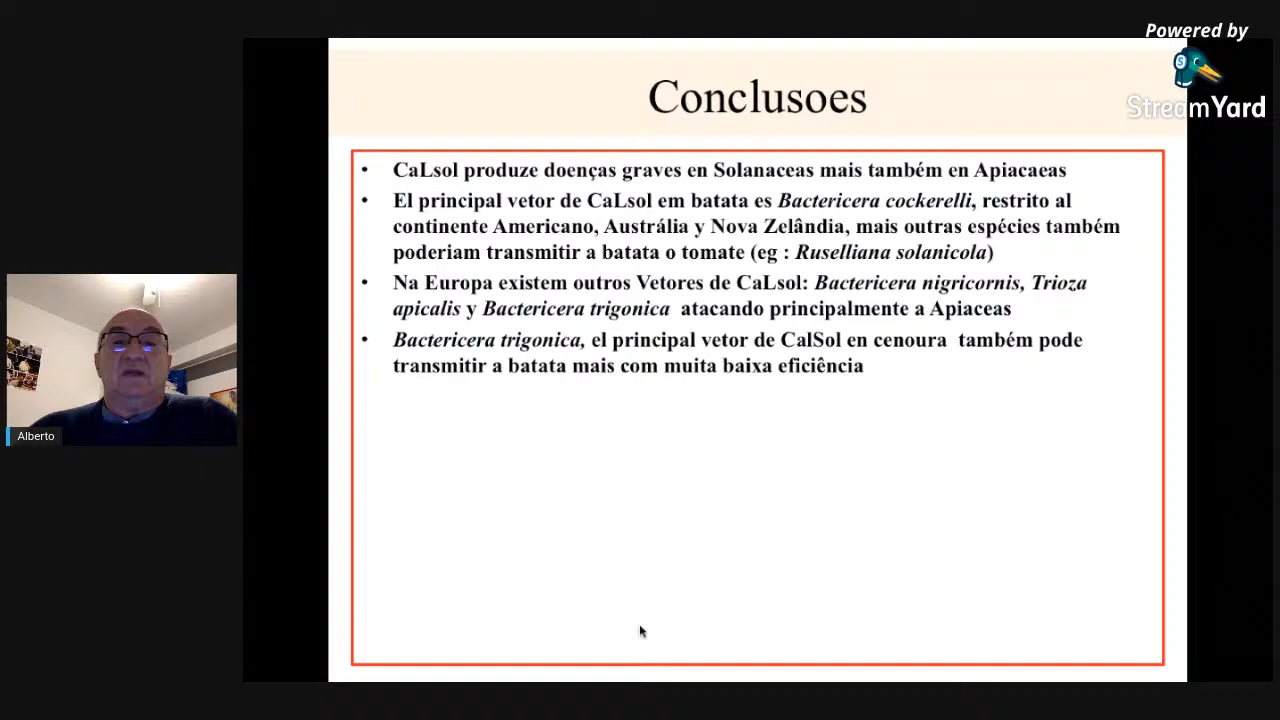 Powered by
StreamYard
Conclusoes
• CaLsol produze doenças graves en Solanaceas mais também en Apiacaeas
• El principal vetor de CaLsol em batata es Bactericera cockerelli, restrito al
continente Americano, Austrália y Nova Zelândia, mais outras espécies também
poderiam transmitir a batata o tomate (eg : Ruselliana solanicola)
• Na Europa existem outros Vetores de CaLsol: Bactericera nigricornis, Trioza
apicalis y Bactericera trigonica atacando principalmente a Apiaceas
• Bactericera trigonica, el principal vetor de CalSol en cenoura também pode
transmitir a batata mais com muita baixa eficiência
Alberto